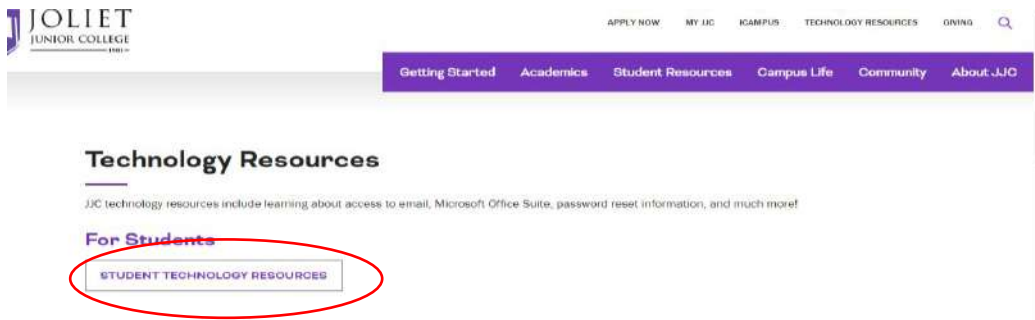 JOLIET
JUNIOR COLLEGE
1901
APPLY NOW MY JJC ICAMPUS TECHNOLOGY RESOURCES GIVING
Getting Started Academics Student Resources Campus Life Community About JJC
Technology Resources
JJC technology resources include learning about access to email, Microsoft Office Suite, password reset information, and much more!
For Students
STUDENT TECHNOLOGY RESOURCES